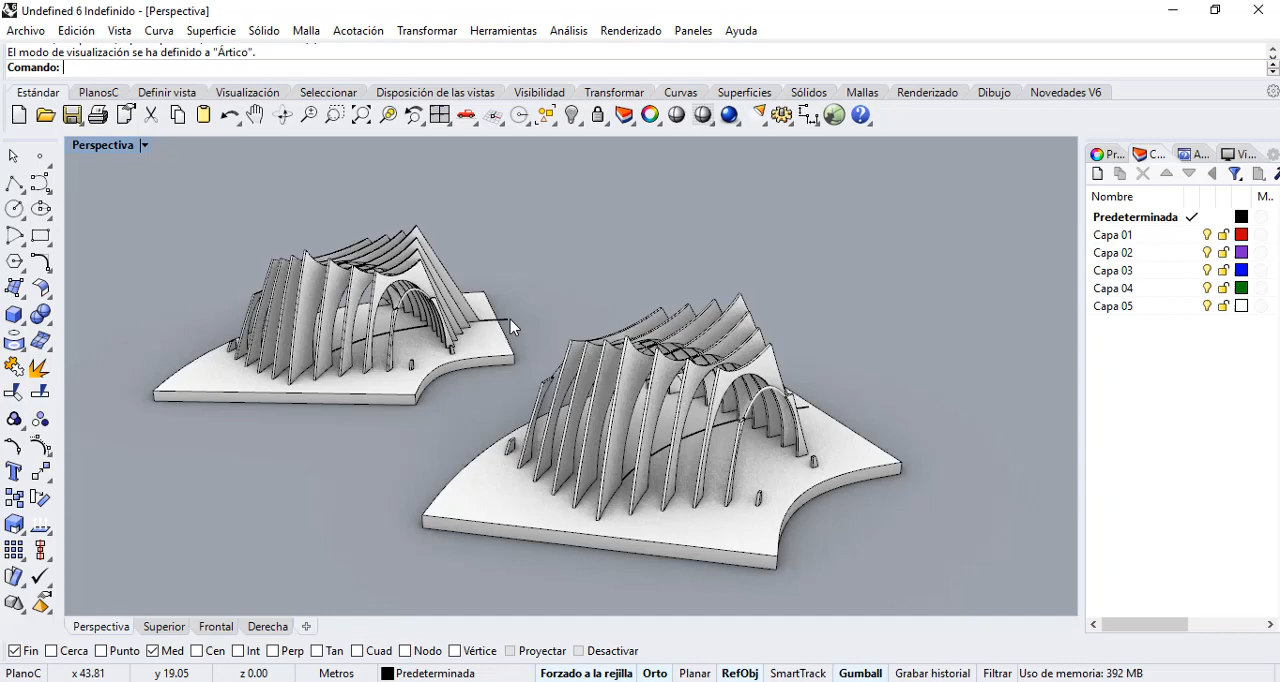 Undefined 6 Indefinido - [Perspectiva]
Archivo Edición Vista Curva Superficie Sólido Malla Acotación Transformar Herramientas Análisis Renderizado Paneles Ayuda
El modo de visualización se ha definido a "Ártico".
Comando:
Estándar PlanosC Definir vista Visualización Seleccionar Disposición de las vistas Visibilidad Transformar Curvas Superficies Sólidos Mallas Renderizado Dibujo Novedades V6
Perspectiva
Pr... C... A... Vi...
Nombre M..
Predeterminada
Capa 01
Capa 02
Capa 03
Capa 04
Capa 05
Perspectiva Superior Frontal Derecha
Fin Cerca Punto Med Cen Int Perp Tan Cuad Nodo Vértice Proyectar Desactivar
PlanoC x 43.81 y 19.05 z 0.00 Metros Predeterminada Forzado a la rejilla Orto Planar RefObj SmartTrack Gumball Grabar historial Filtrar Uso de memoria: 392 MB